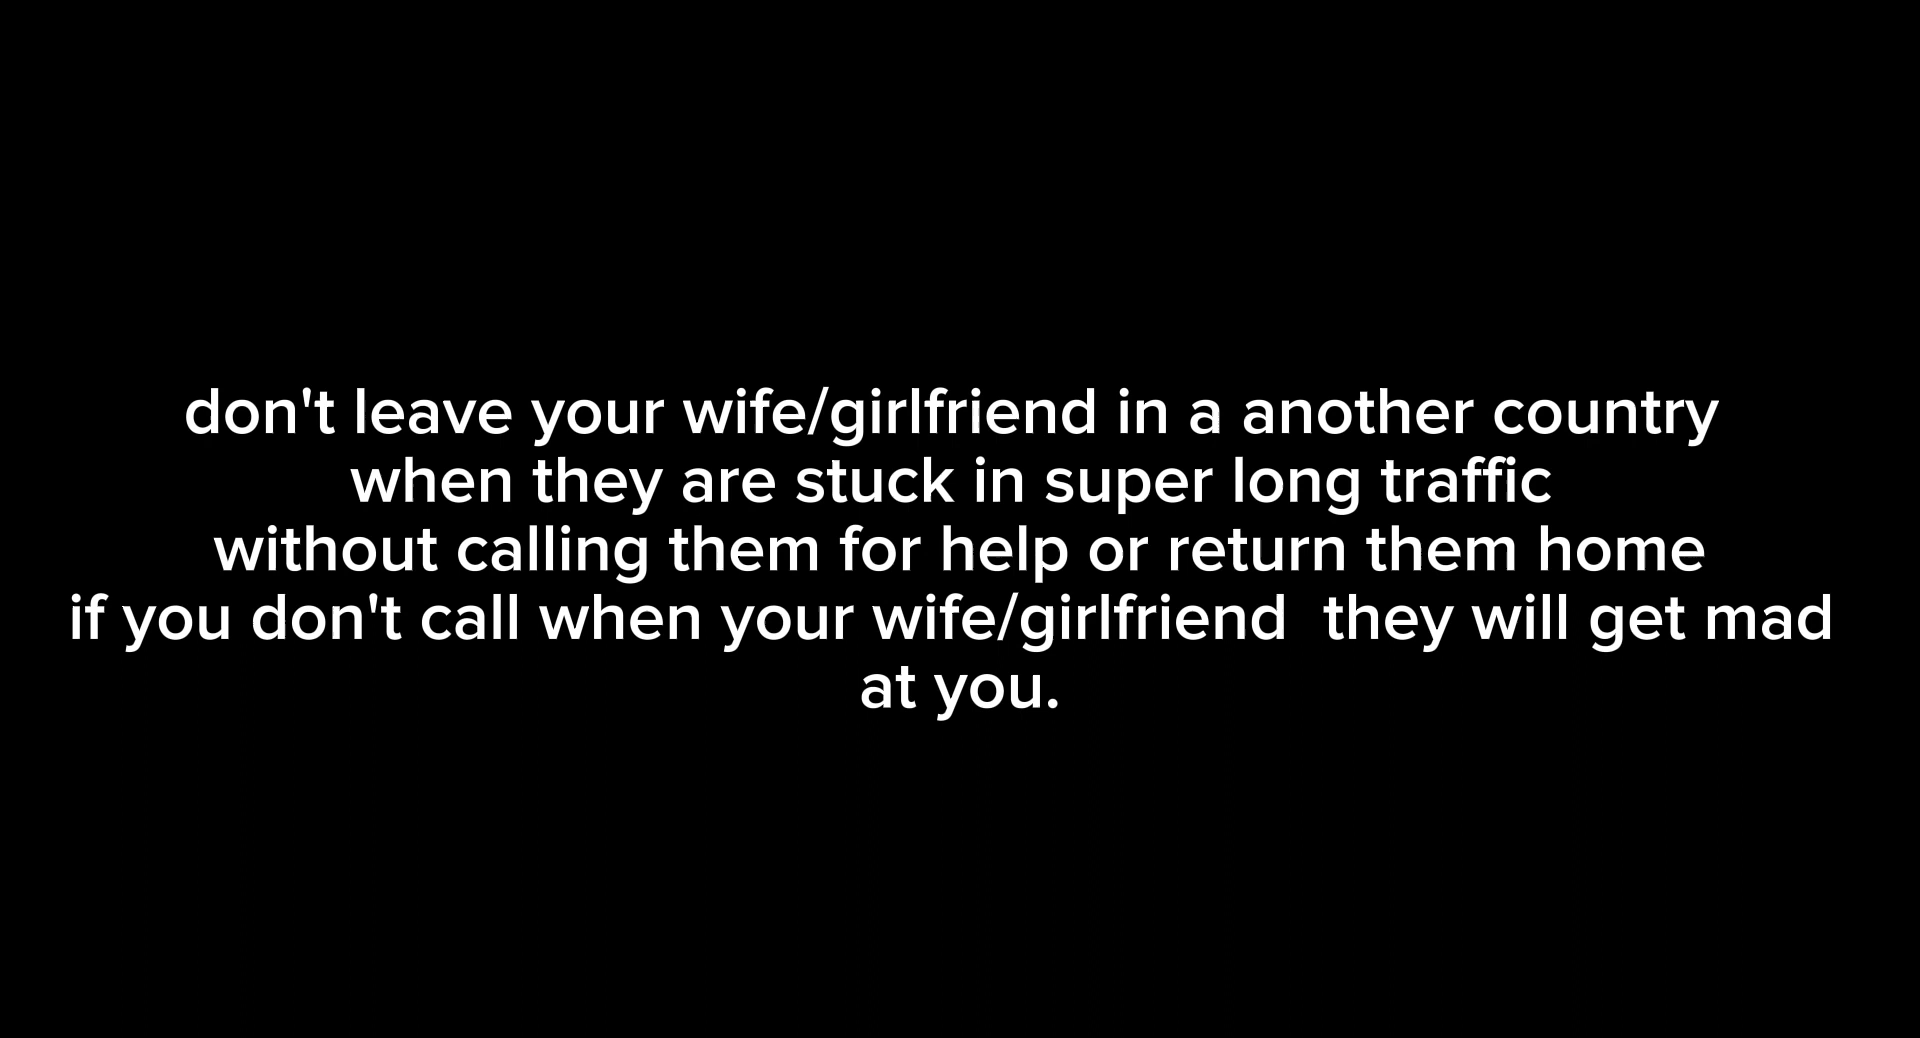 don't leave your wife/girlfriend in a another country
when they are stuck in super long traffic
without calling them for help or return them home
if you don't call when your wife/girlfriend  they will get mad
at you.